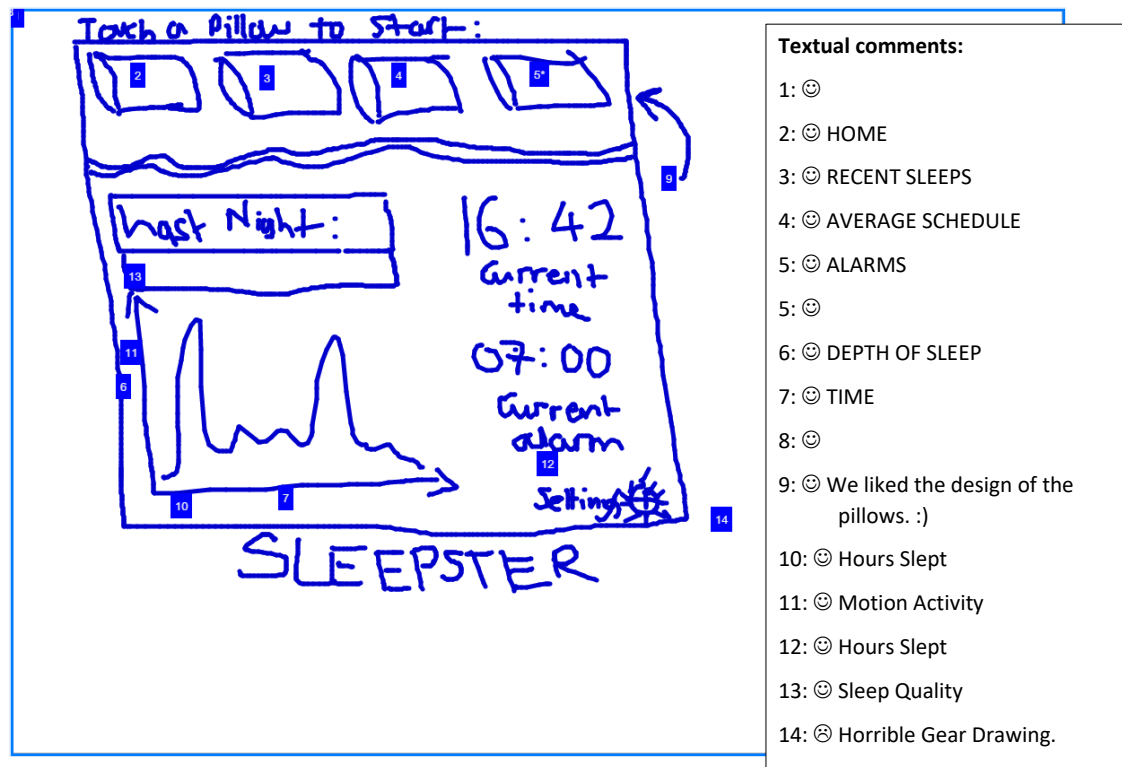 1
Touch a Pillow to Start:
2
3
4
5*
9
Last Night:
16:42
Current
time
13
11
6
07:00
Current
alarm
12
10
7
Settings
14
SLEEPSTER
Textual comments:
1: ☺
2: ☺ HOME
3: ☺ RECENT SLEEPS
4: ☺ AVERAGE SCHEDULE
5: ☺ ALARMS
5: ☺
6: ☺ DEPTH OF SLEEP
7: ☺ TIME
8: ☺
9: ☺ We liked the design of the
pillows. :)
10: ☺ Hours Slept
11: ☺ Motion Activity
12: ☺ Hours Slept
13: ☺ Sleep Quality
14: ☹ Horrible Gear Drawing.